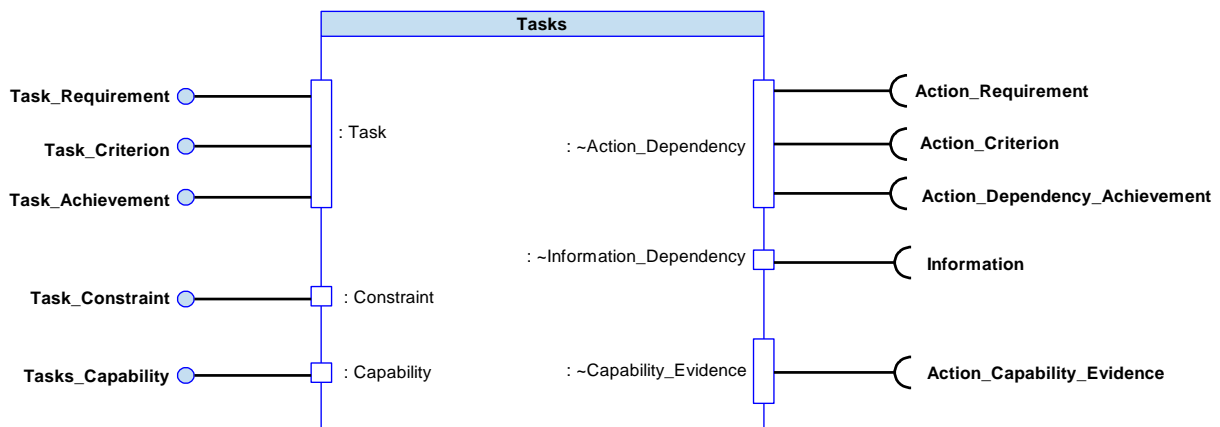 Tasks
Task_Requirement
Task_Criterion
Task_Achievement
: Task
Task_Constraint
: Constraint
Tasks_Capability
: Capability
: ~Action_Dependency
Action_Requirement
Action_Criterion
Action_Dependency_Achievement
: ~Information_Dependency
Information
: ~Capability_Evidence
Action_Capability_Evidence